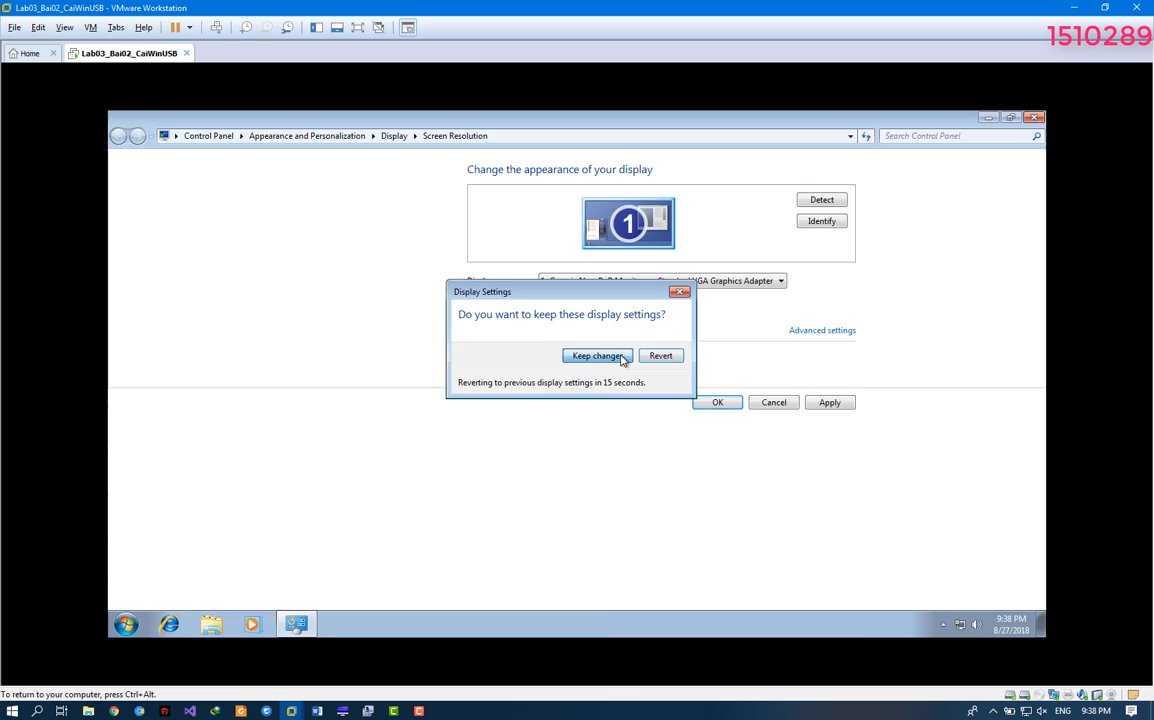 Lab03_Bai02_CaiWinUSB - VMware Workstation
File Edit View VM Tabs Help
1510289
Home
Lab03_Bai02_CaiWinUSB
Control Panel Appearance and Personalization Display Screen Resolution
Search Control Panel
Change the appearance of your display
1
Detect
Identify
GA Graphics Adapter
Display Settings
Do you want to keep these display settings?
Advanced settings
Keep changes
Revert
Reverting to previous display settings in 15 seconds.
OK
Cancel
Apply
9:38 PM
8/27/2018
To return to your computer, press Ctrl+Alt.
ENG 9:38 PM